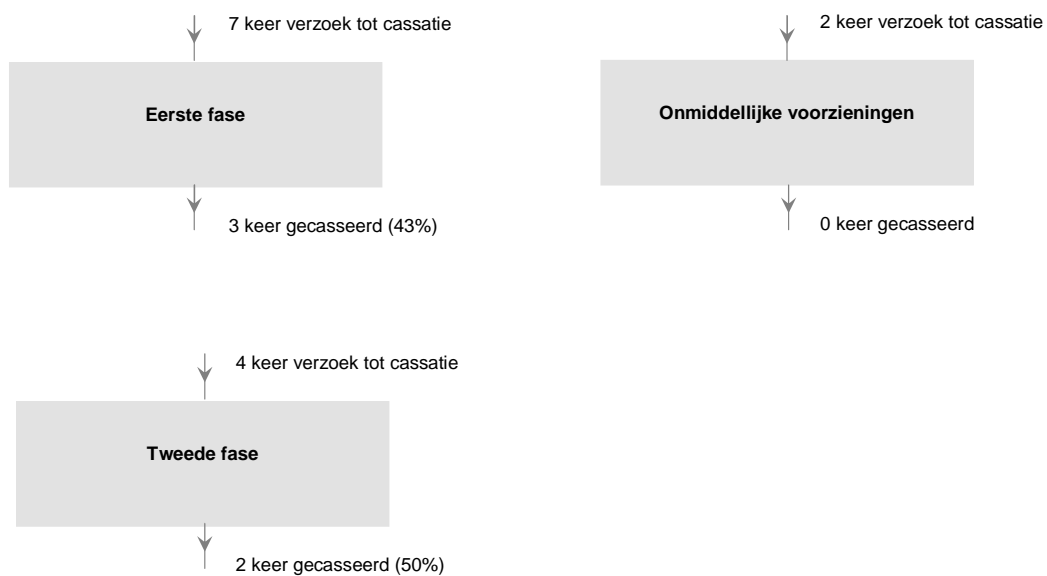 7 keer verzoek tot cassatie
Eerste fase
3 keer gecasseerd (43%)
2 keer verzoek tot cassatie
Onmiddellijke voorzieningen
0 keer gecasseerd
4 keer verzoek tot cassatie
Tweede fase
2 keer gecasseerd (50%)